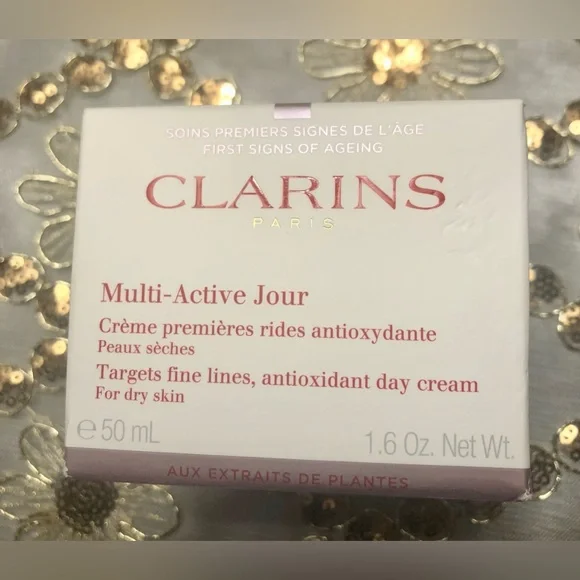 SOINS PREMIERS SIGNES DE L'ÂGE
FIRST SIGNS OF AGEING
CLARINS
PARIS
Multi-Active Jour
Crème premières rides antioxydante
Peaux sèches
Targets fine lines, antioxidant day cream
For dry skin
℮ 50 mL
1.6 Oz. Net Wt.
AUX EXTRAITS DE PLANTES